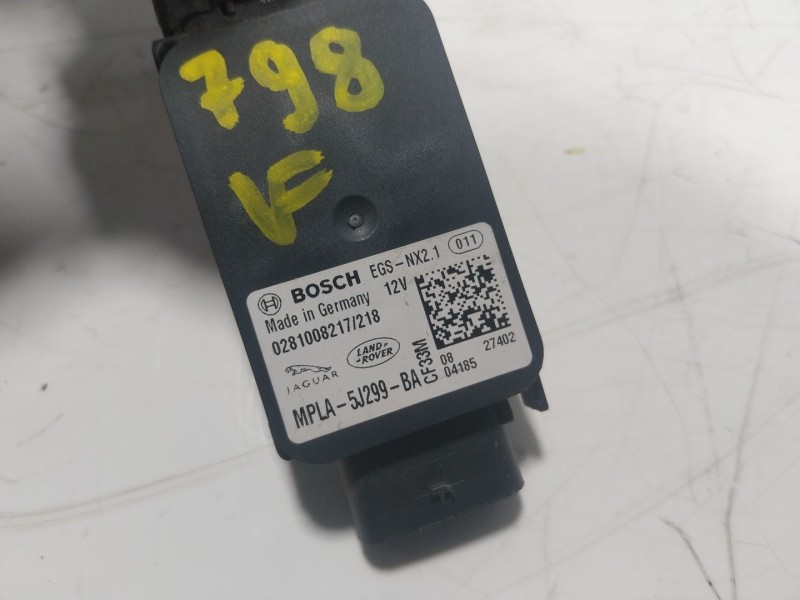 798
V
BOSCH EGS-NX2.1 011
Made in Germany 12V
0281008217/218
JAGUAR LAND-ROVER
MPLA-5J299-BA CF33M 08 27402
04185